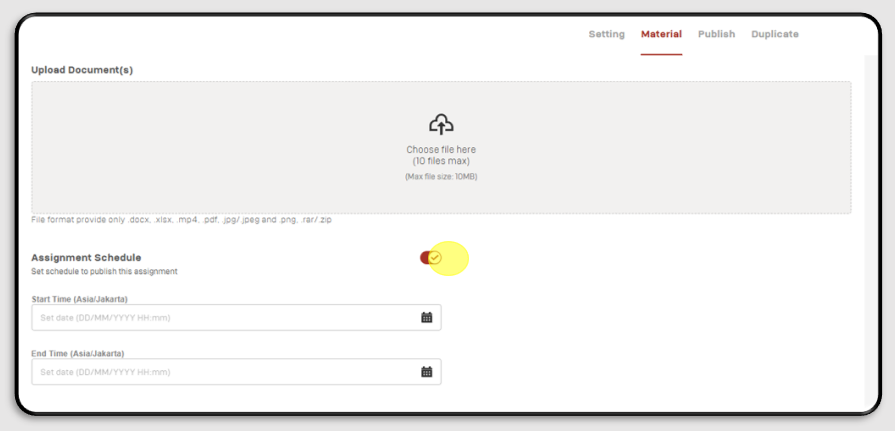 Setting Material Publish Duplicate
Upload Document(s)
Choose file here
(10 files max)
(Max file size: 10MB)
File format provide only .docx, .xlsx, .mp4, .pdf, .jpg/.jpeg and .png, .rar/.zip
Assignment Schedule
Set schedule to publish this assignment
Start Time (Asia/Jakarta)
Set date (DD/MM/YYYY HH:mm)
End Time (Asia/Jakarta)
Set date (DD/MM/YYYY HH:mm)